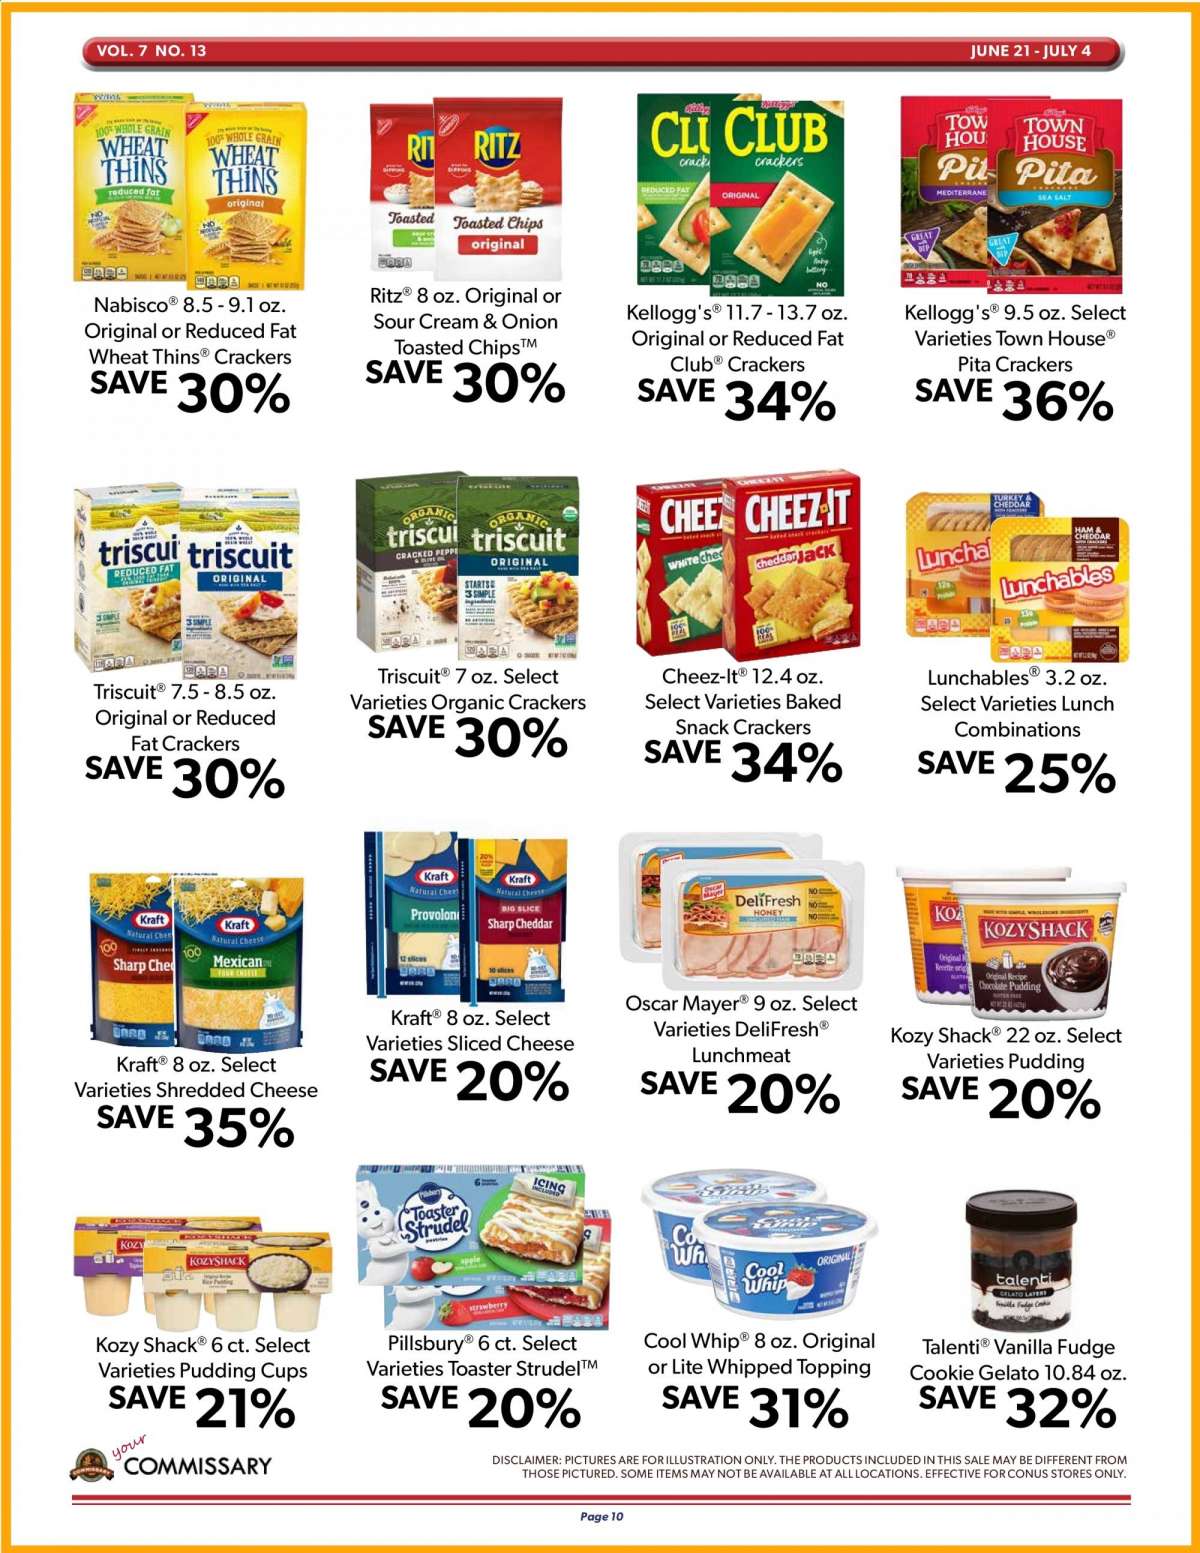 VOL. 7 NO. 13
JUNE 21 - JULY 4
Nabisco® 8.5 - 9.1 oz.
Original or Reduced Fat
Wheat Thins® Crackers
SAVE 30%
Ritz® 8 oz. Original or
Sour Cream & Onion
Toasted Chips™
SAVE 30%
Kellogg's® 11.7 - 13.7 oz.
Original or Reduced Fat
Club® Crackers
SAVE 34%
Kellogg's® 9.5 oz. Select
Varieties Town House®
Pita Crackers
SAVE 36%
Triscuit® 7.5 - 8.5 oz.
Original or Reduced
Fat Crackers
SAVE 30%
Triscuit® 7 oz. Select
Varieties Organic Crackers
SAVE 30%
Cheez-It® 12.4 oz.
Select Varieties Baked
Snack Crackers
SAVE 34%
Lunchables® 3.2 oz.
Select Varieties Lunch
Combinations
SAVE 25%
Kraft® 8 oz. Select
Varieties Shredded Cheese
SAVE 35%
Kraft® 8 oz. Select
Varieties Sliced Cheese
SAVE 20%
Oscar Mayer® 9 oz. Select
Varieties DeliFresh®
Lunchmeat
SAVE 20%
Kozy Shack® 22 oz. Select
Varieties Pudding
SAVE 20%
Kozy Shack® 6 ct. Select
Varieties Pudding Cups
SAVE 21%
Pillsbury® 6 ct. Select
Varieties Toaster Strudel™
SAVE 20%
Cool Whip® 8 oz. Original
or Lite Whipped Topping
SAVE 31%
Talenti® Vanilla Fudge
Cookie Gelato 10.84 oz.
SAVE 32%
your
COMMISSARY
DISCLAIMER: PICTURES ARE FOR ILLUSTRATION ONLY. THE PRODUCTS INCLUDED IN THIS SALE MAY BE DIFFERENT FROM
THOSE PICTURED. SOME ITEMS MAY NOT BE AVAILABLE AT ALL LOCATIONS. EFFECTIVE FOR CONUS STORES ONLY.
Page 10